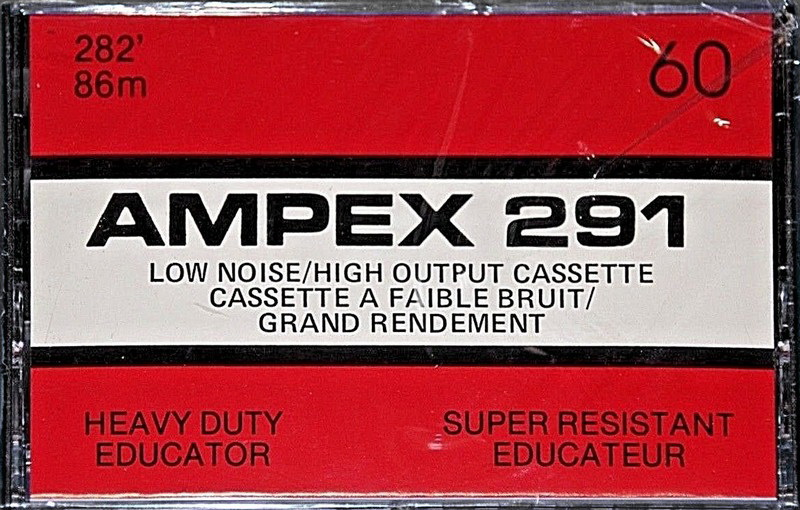 282'
86m
60
AMPEX 291
LOW NOISE/HIGH OUTPUT CASSETTE
CASSETTE A FAIBLE BRUIT/
GRAND RENDEMENT
HEAVY DUTY
EDUCATOR
SUPER RESISTANT
EDUCATEUR